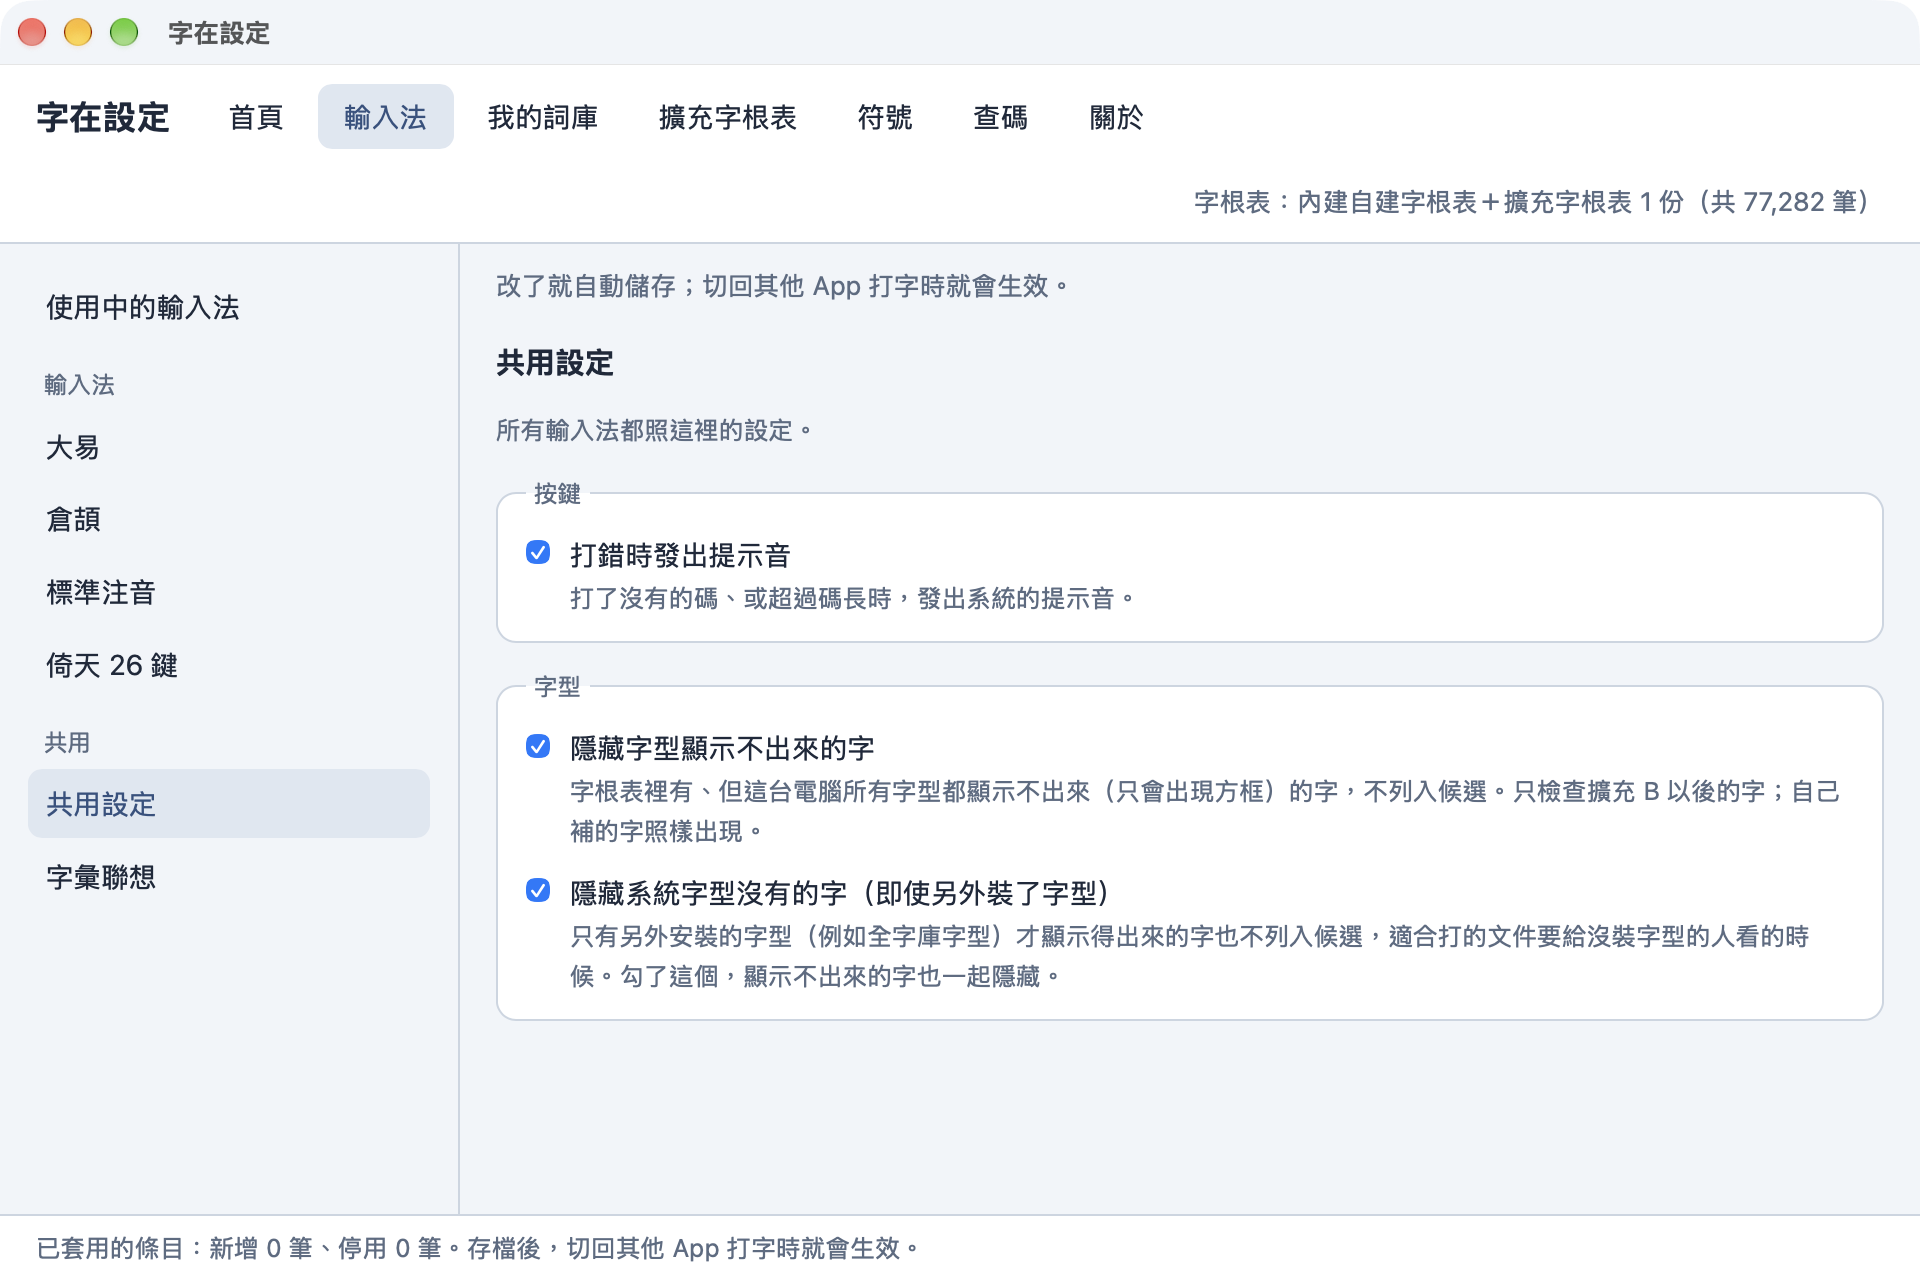 字在設定
字在設定
首頁
輸入法
我的詞庫
擴充字根表
符號
查碼
關於
字根表：內建自建字根表＋擴充字根表 1 份（共 77,282 筆）
使用中的輸入法
輸入法
大易
倉頡
標準注音
倚天 26 鍵
共用
共用設定
字彙聯想
改了就自動儲存；切回其他 App 打字時就會生效。
共用設定
所有輸入法都照這裡的設定。
按鍵
打錯時發出提示音
打了沒有的碼、或超過碼長時，發出系統的提示音。
字型
隱藏字型顯示不出來的字
字根表裡有、但這台電腦所有字型都顯示不出來（只會出現方框）的字，不列入候選。只檢查擴充 B 以後的字；自己
補的字照樣出現。
隱藏系統字型沒有的字（即使另外裝了字型）
只有另外安裝的字型（例如全字庫字型）才顯示得出來的字也不列入候選，適合打的文件要給沒裝字型的人看的時
候。勾了這個，顯示不出來的字也一起隱藏。
已套用的條目：新增 0 筆、停用 0 筆。存檔後，切回其他 App 打字時就會生效。